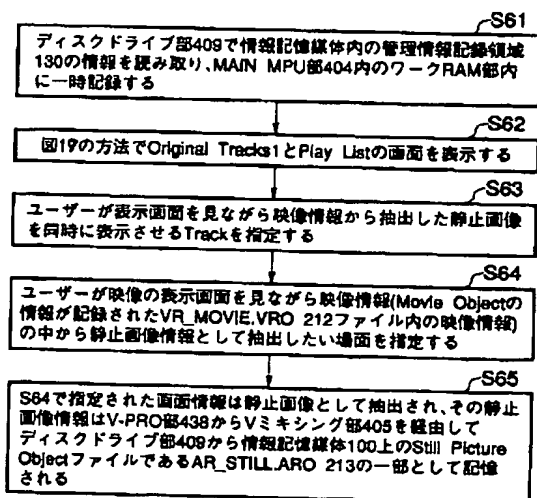 S61
ディスクドライブ部409で情報記憶媒体内の管理情報記録領域
130の情報を読み取り、MAIN MPU部404内のワークRAM部内
に一時記録する
S62
図19の方法でOriginal Tracks1とPlay Listの画面を表示する
S63
ユーザーが表示画面を見ながら映像情報から抽出した静止画像
を同時に表示させるTrackを指定する
S64
ユーザーが映像の表示画面を見ながら映像情報(Movie Objectの
情報が記録されたVR_MOVIE.VRO 212ファイル内の映像情報)
の中から静止画像情報として抽出したい場面を指定する
S65
S64で指定された画面情報は静止画像として抽出され、その静止
画像情報はV-PRO部438からVミキシング部405を経由して
ディスクドライブ部409から情報記憶媒体100上のStill Picture
ObjectファイルであるAR_STILL.ARO 213の一部として記憶
される